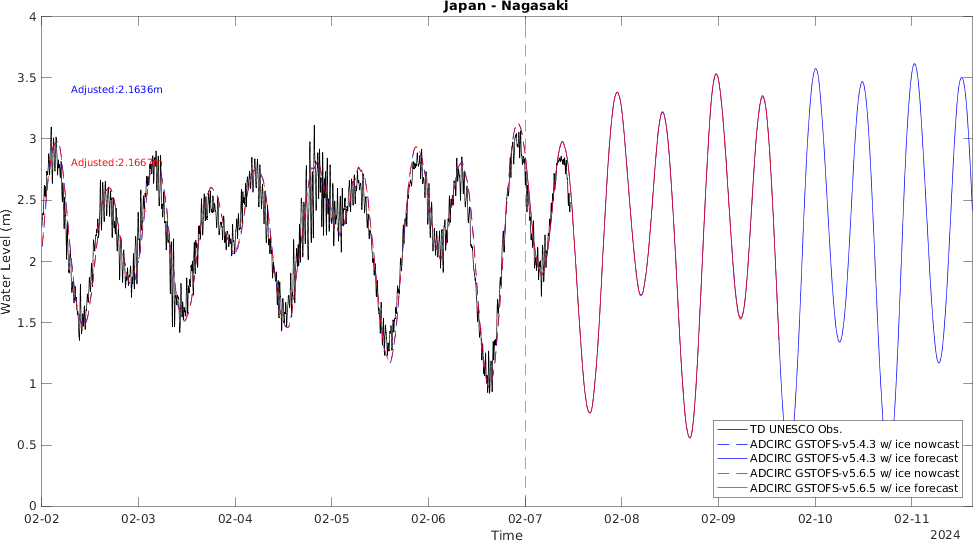 Japan - Nagasaki
Water Level (m)
4
3.5
3
2.5
2
1.5
1
0.5
0
Adjusted:2.1636m
Adjusted:2.1667m
TD UNESCO Obs.
ADCIRC GSTOFS-v5.4.3 w/ ice nowcast
ADCIRC GSTOFS-v5.4.3 w/ ice forecast
ADCIRC GSTOFS-v5.6.5 w/ ice nowcast
ADCIRC GSTOFS-v5.6.5 w/ ice forecast
02-02 02-03 02-04 02-05 02-06 02-07 02-08 02-09 02-10 02-11
Time
2024